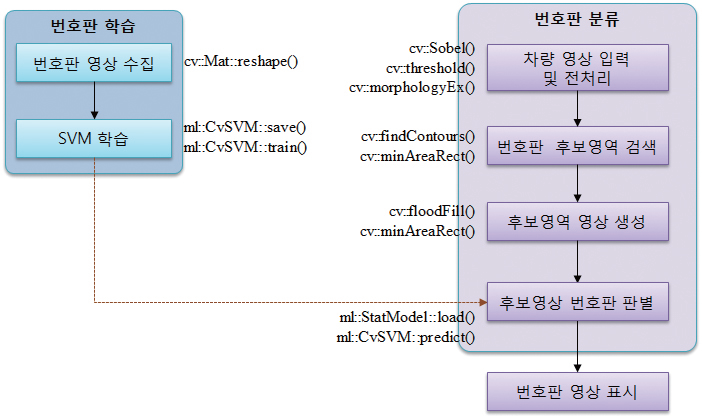 번호판 학습
번호판 영상 수집
cv::Mat::reshape()
SVM 학습
ml::CvSVM::save()
ml::CvSVM::train()
번호판 분류
cv::Sobel()
cv::threshold()
cv::morphologyEx()
차량 영상 입력
및 전처리
cv::findContours()
cv::minAreaRect()
번호판 후보영역 검색
cv::floodFill()
cv::minAreaRect()
후보영역 영상 생성
후보영상 번호판 판별
ml::StatModel::load()
ml::CvSVM::predict()
번호판 영상 표시